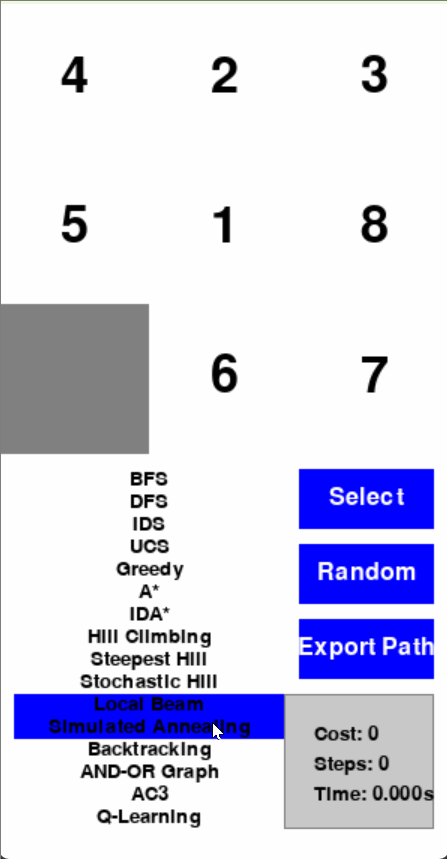 4 2 3
5 1 8
6 7
BFS
DFS
IDS
UCS
Greedy
A*
IDA*
Hill Climbing
Steepest Hill
Stochastic Hill
Local Beam
Simulated Annealing
Backtracking
AND-OR Graph
AC3
Q-Learning
Select
Random
Export Path
Cost: 0
Steps: 0
Time: 0.000s